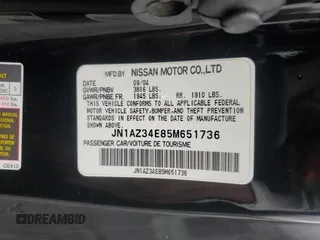 MFD.BY NISSAN MOTOR CO.,LTD
DATE 09/04
GVWR/PNBV 3816 LBS.
GAWR/PNBE FR 1945 LBS. RR. 1910 LBS.
THIS VEHICLE CONFORMS TO ALL APPLICABLE FEDERAL
MOTOR VEHICLE SAFETY,BUMPER,AND THEFT PREVENTION
STANDARDS IN EFFECT ON THE DATE OF
MANUFACTURE SHOWN ABOVE.
JN1AZ34E85M651736
PASSENGER CAR/VOITURE DE TOURISME
JN1AZ34E85M651736
CE413
DREAMBID